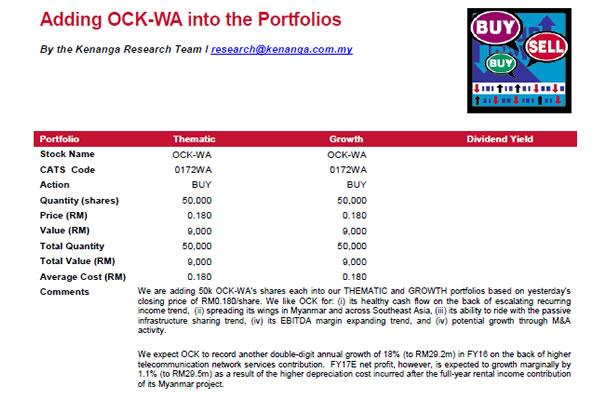 Adding OCK-WA into the Portfolios
By the Kenanga Research Team I research@kenanga.com.my
BUY
SELL
BUY
Portfolio Thematic Growth Dividend Yield
Stock Name OCK-WA OCK-WA
CATS Code 0172WA 0172WA
Action BUY BUY
Quantity (shares) 50,000 50,000
Price (RM) 0.180 0.180
Value (RM) 9,000 9,000
Total Quantity 50,000 50,000
Total Value (RM) 9,000 9,000
Average Cost (RM) 0.180 0.180
Comments We are adding 50k OCK-WA's shares each into our THEMATIC and GROWTH portfolios based on yesterday's
closing price of RM0.180/share. We like OCK for: (i) its healthy cash flow on the back of escalating recurring
income trend, (ii) spreading its wings in Myanmar and across Southeast Asia, (iii) its ability to ride with the passive
infrastructure sharing trend, (iv) its EBITDA margin expanding trend, and (iv) potential growth through M&A
activity.
We expect OCK to record another double-digit annual growth of 18% (to RM29.2m) in FY16 on the back of higher
telecommunication network services contribution. FY17E net profit, however, is expected to growth marginally by
1.1% (to RM29.5m) as a result of the higher depreciation cost incurred after the full-year rental income contribution
of its Myanmar project.